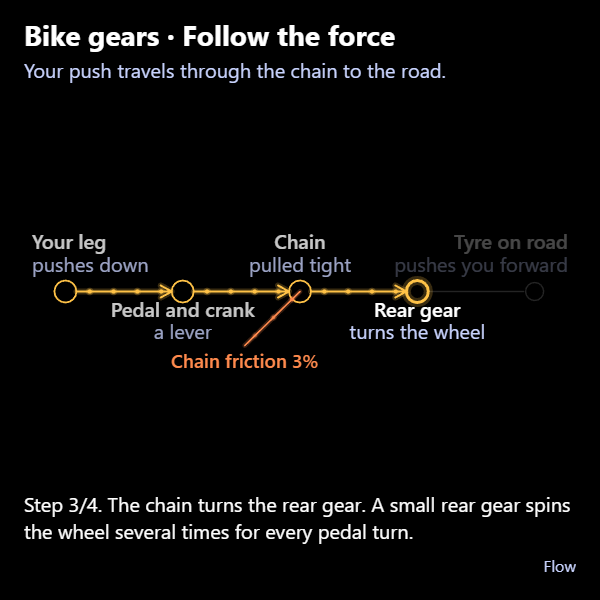 Bike gears · Follow the force
Your push travels through the chain to the road.
Your leg
pushes down
Chain
pulled tight
Tyre on road
pushes you forward
Pedal and crank
a lever
Rear gear
turns the wheel
Chain friction 3%
Step 3/4. The chain turns the rear gear. A small rear gear spins
the wheel several times for every pedal turn.
Flow